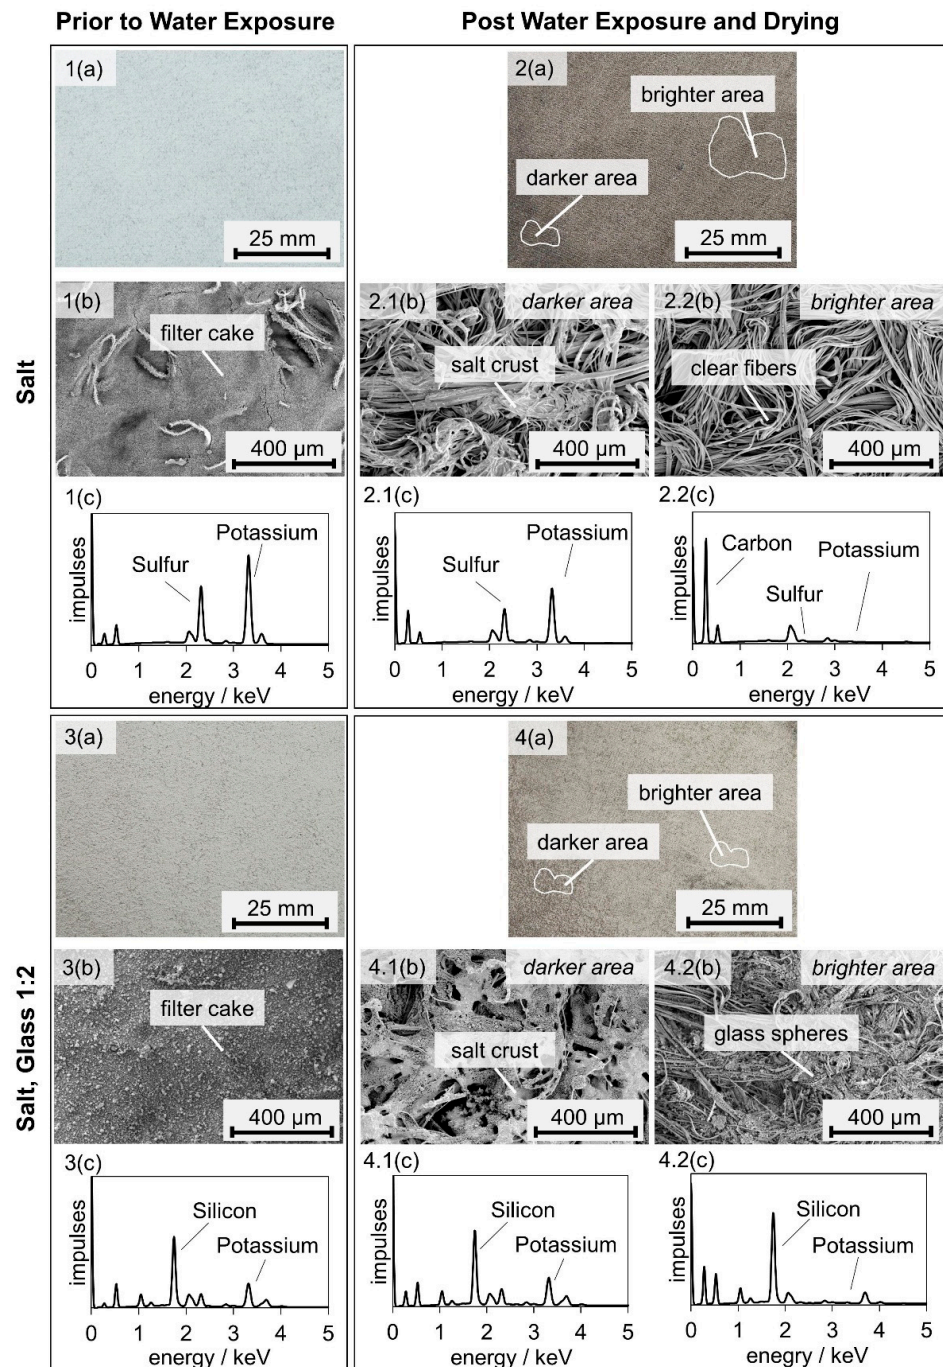 Prior to Water Exposure
Post Water Exposure and Drying
Salt
1(a)
25 mm
2(a)
brighter area
darker area
25 mm
1(b)
filter cake
400 µm
2.1(b)
darker area
salt crust
400 µm
2.2(b)
brighter area
clear fibers
400 µm
1(c)
impulses
Sulfur
Potassium
0 1 2 3 4 5
energy / keV
2.1(c)
impulses
Sulfur
Potassium
0 1 2 3 4 5
energy / keV
2.2(c)
impulses
Carbon
Sulfur
Potassium
0 1 2 3 4 5
energy / keV
Salt, Glass 1:2
3(a)
25 mm
4(a)
brighter area
darker area
25 mm
3(b)
filter cake
400 µm
4.1(b)
darker area
salt crust
400 µm
4.2(b)
brighter area
glass spheres
400 µm
3(c)
impulses
Silicon
Potassium
0 1 2 3 4 5
energy / keV
4.1(c)
impulses
Silicon
Potassium
0 1 2 3 4 5
energy / keV
4.2(c)
impulses
Silicon
Potassium
0 1 2 3 4 5
energy / keV